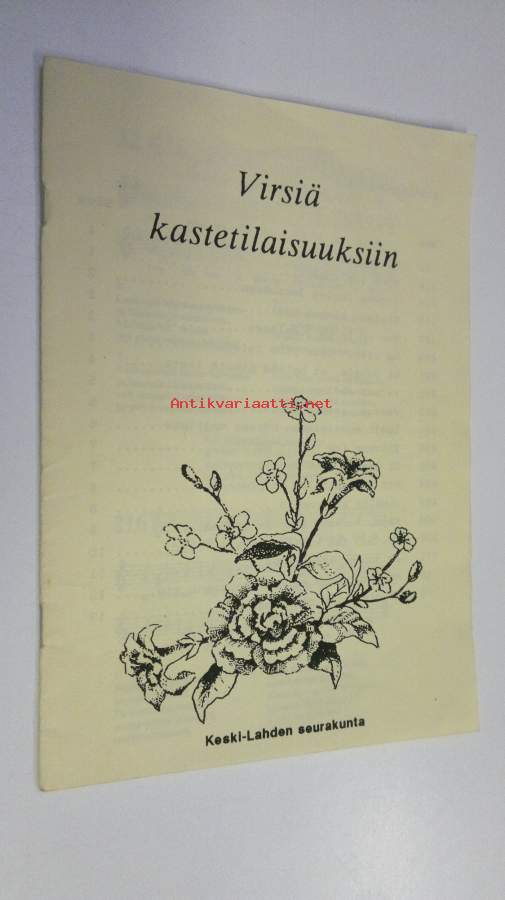 Virsiä
kastetilaisuuksiin
Antikvariaatti.net
Keski-Lahden seurakunta